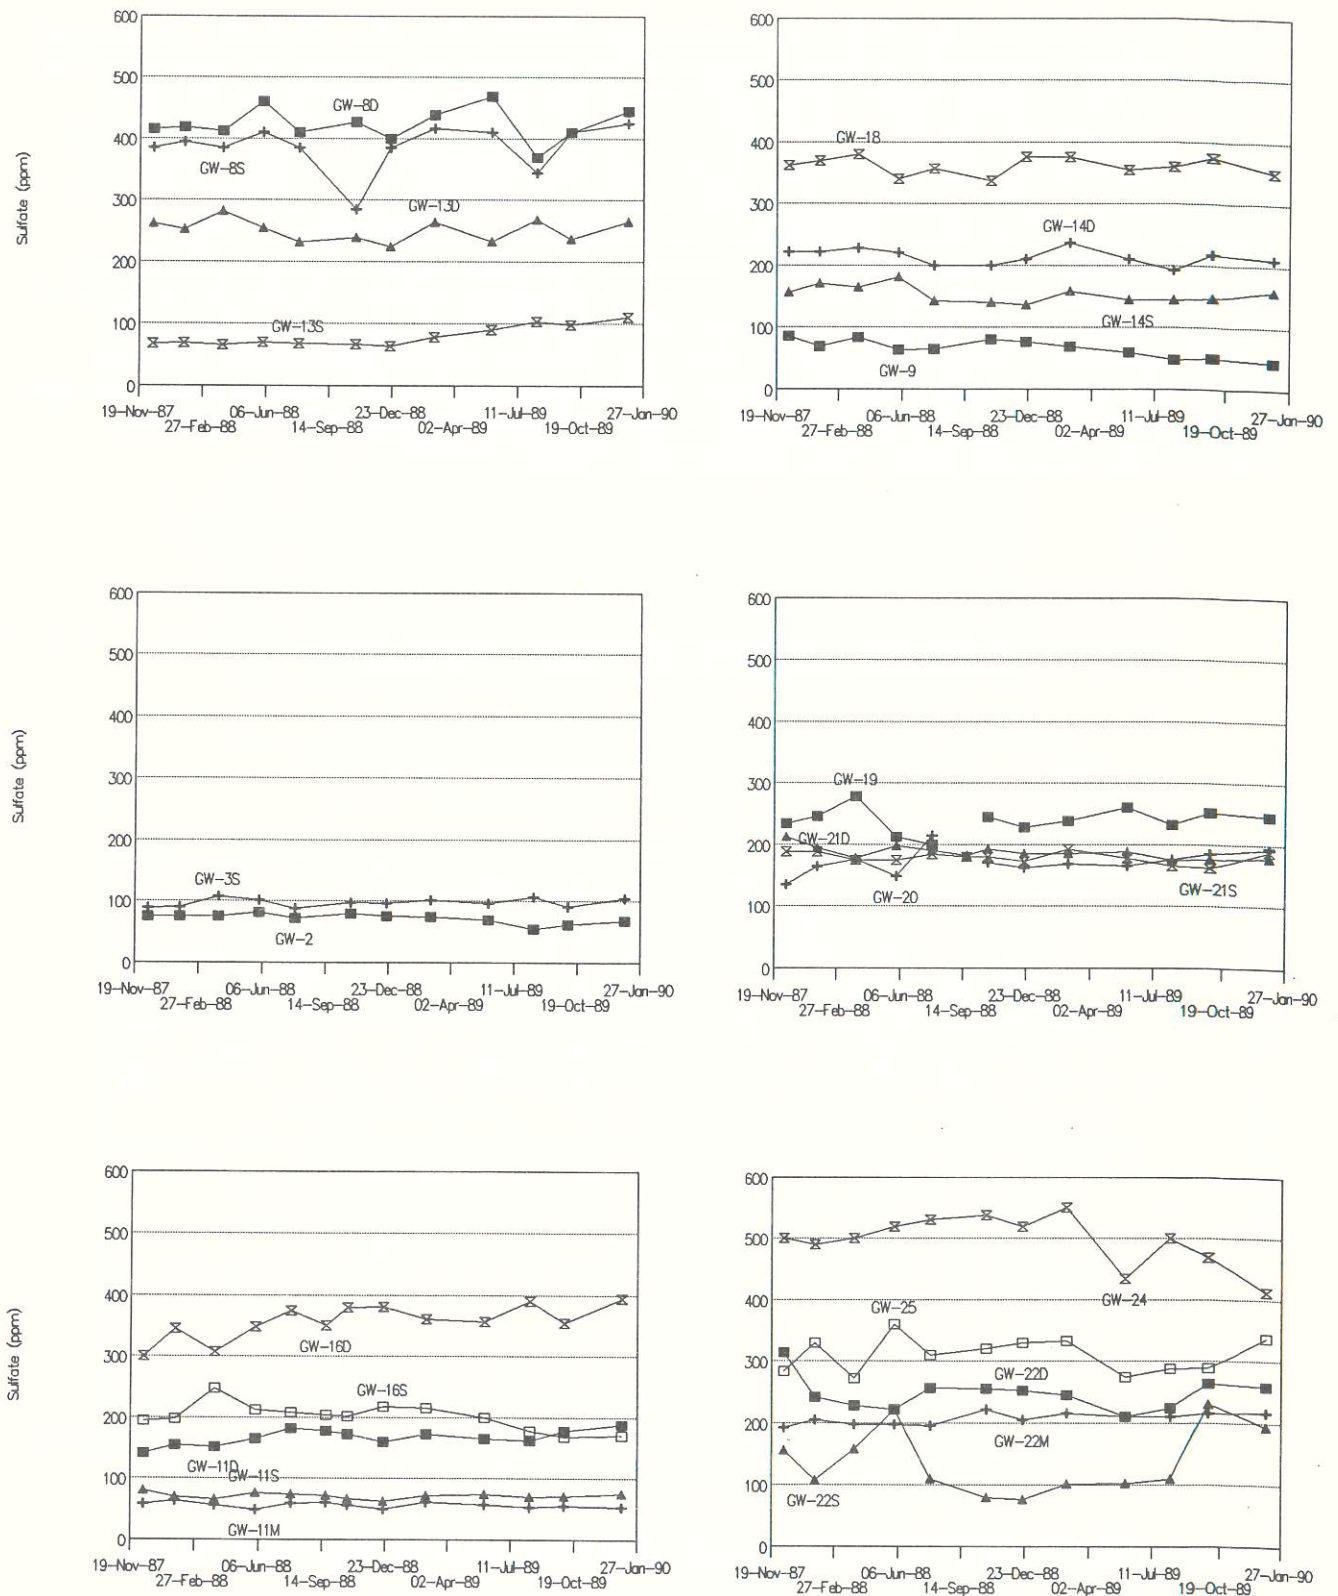 600
500
400
300
200
100
0
Sulfate (ppm)
GW-8D
GW-8S
GW-13D
GW-13S
19-Nov-87 06-Jun-88 23-Dec-88 11-Jul-89 27-Jan-90
27-Feb-88 14-Sep-88 02-Apr-89 19-Oct-89
600
500
400
300
200
100
0
GW-18
GW-14D
GW-14S
GW-9
19-Nov-87 06-Jun-88 23-Dec-88 11-Jul-89 27-Jan-90
27-Feb-88 14-Sep-88 02-Apr-89 19-Oct-89
600
500
400
300
200
100
0
Sulfate (ppm)
GW-3S
GW-2
19-Nov-87 06-Jun-88 23-Dec-88 11-Jul-89 27-Jan-90
27-Feb-88 14-Sep-88 02-Apr-89 19-Oct-89
600
500
400
300
200
100
0
GW-19
GW-21D
GW-20
GW-21S
19-Nov-87 06-Jun-88 23-Dec-88 11-Jul-89 27-Jan-90
27-Feb-88 14-Sep-88 02-Apr-89 19-Oct-89
600
500
400
300
200
100
0
Sulfate (ppm)
GW-16D
GW-16S
GW-11D
GW-11S
GW-11M
19-Nov-87 06-Jun-88 23-Dec-88 11-Jul-89 27-Jan-90
27-Feb-88 14-Sep-88 02-Apr-89 19-Oct-89
600
500
400
300
200
100
0
GW-25
GW-24
GW-22D
GW-22M
GW-22S
19-Nov-87 06-Jun-88 23-Dec-88 11-Jul-89 27-Jan-90
27-Feb-88 14-Sep-88 02-Apr-89 19-Oct-89